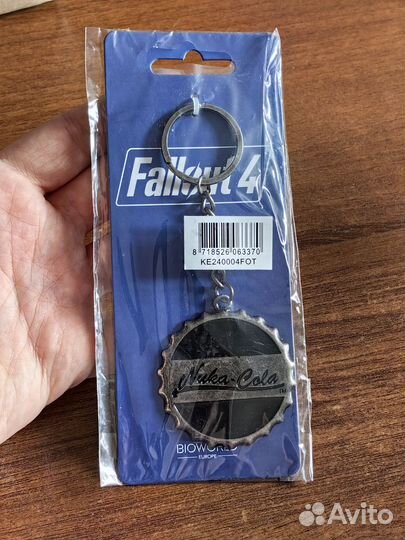 Fallout 4
8 718526 063370
KE240004FOT
Nuka-Cola
BIOWORLD
EUROPE
Avito